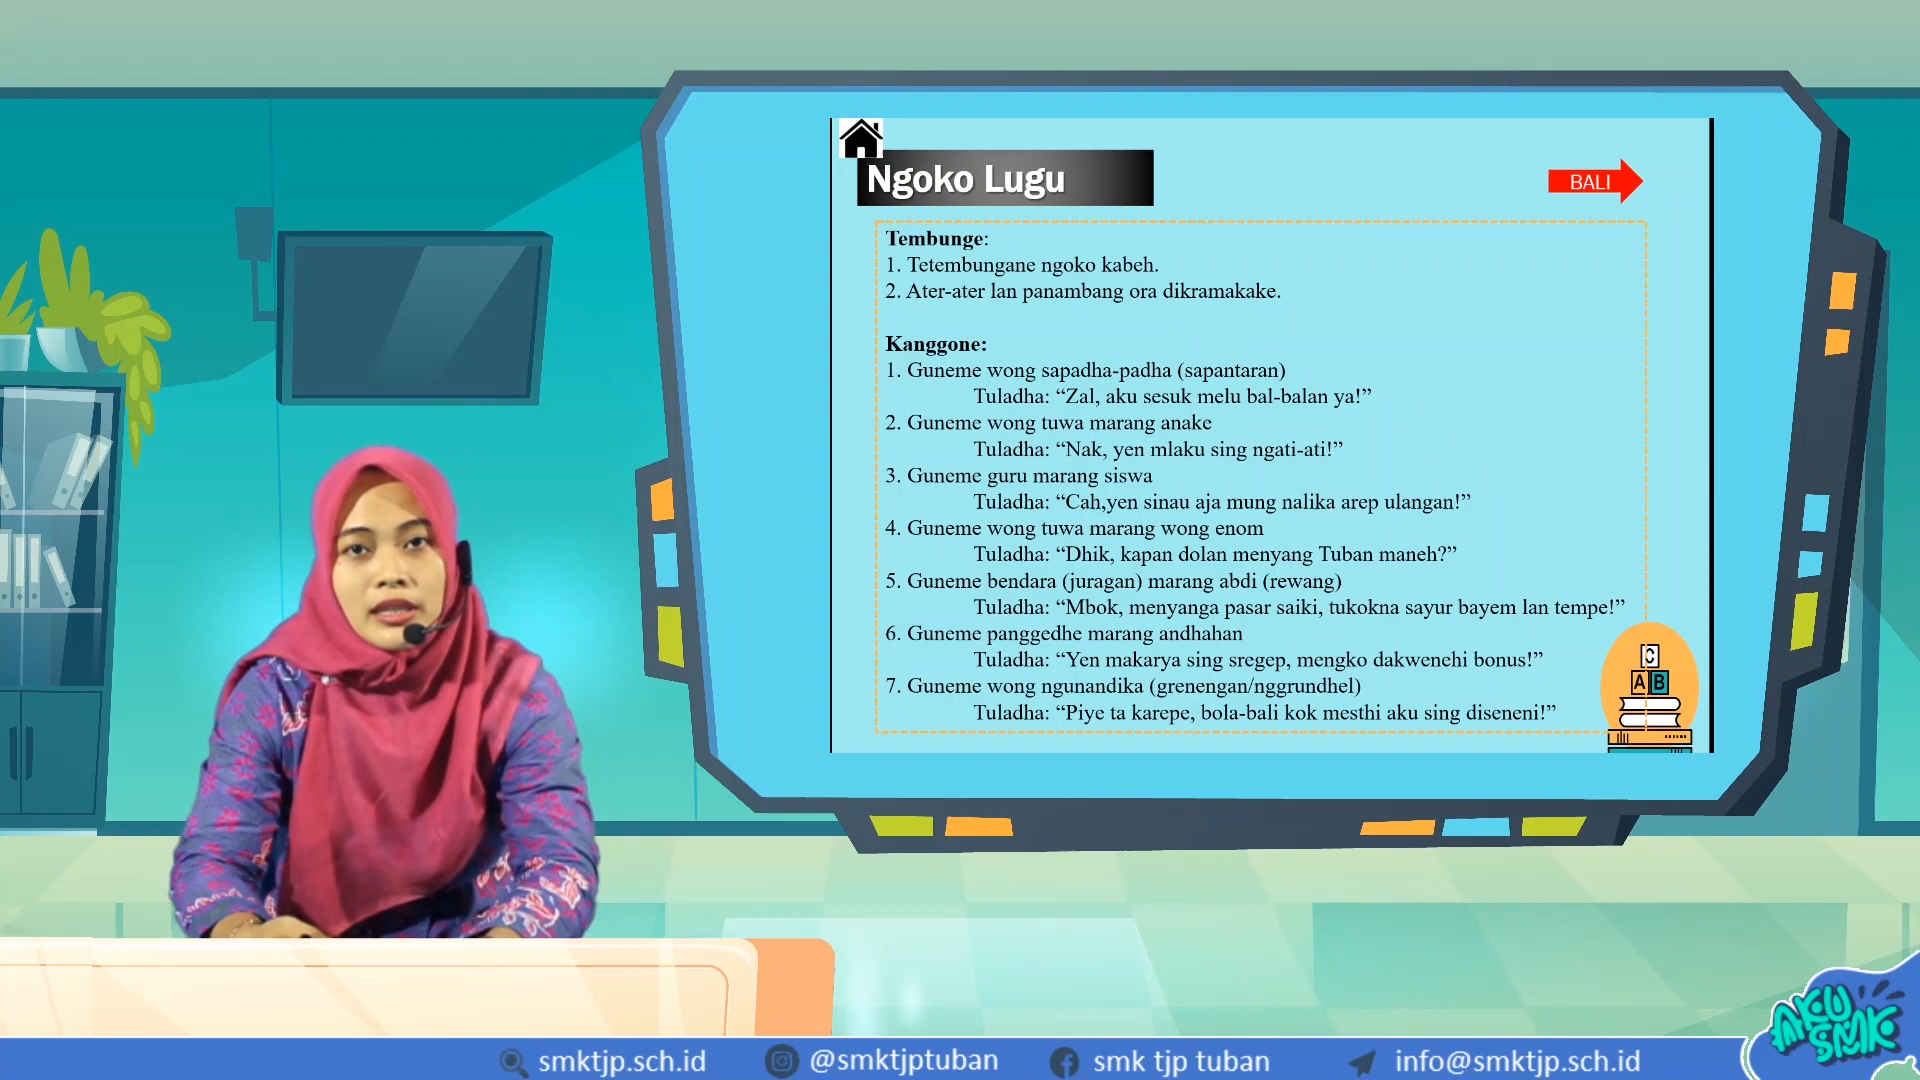 Ngoko Lugu
BALI
Tembunge:
1. Tetembungane ngoko kabeh.
2. Ater-ater lan panambang ora dikramakake.
Kanggone:
1. Guneme wong sapadha-padha (sapantaran)
Tuladha: “Zal, aku sesuk melu bal-balan ya!”
2. Guneme wong tuwa marang anake
Tuladha: “Nak, yen mlaku sing ngati-ati!”
3. Guneme guru marang siswa
Tuladha: “Cah,yen sinau aja mung nalika arep ulangan!”
4. Guneme wong tuwa marang wong enom
Tuladha: “Dhik, kapan dolan menyang Tuban maneh?”
5. Guneme bendara (juragan) marang abdi (rewang)
Tuladha: “Mbok, menyanga pasar saiki, tukokna sayur bayem lan tempe!”
6. Guneme panggedhe marang andhahan
Tuladha: “Yen makarya sing sregep, mengko dakwenehi bonus!”
7. Guneme wong ngunandika (grenengan/nggrundhel)
Tuladha: “Piye ta karepe, bola-bali kok mesthi aku sing diseneni!”
C
A B
smktjp.sch.id
@smktjptuban
smk tjp tuban
info@smktjp.sch.id
AKU
SMK